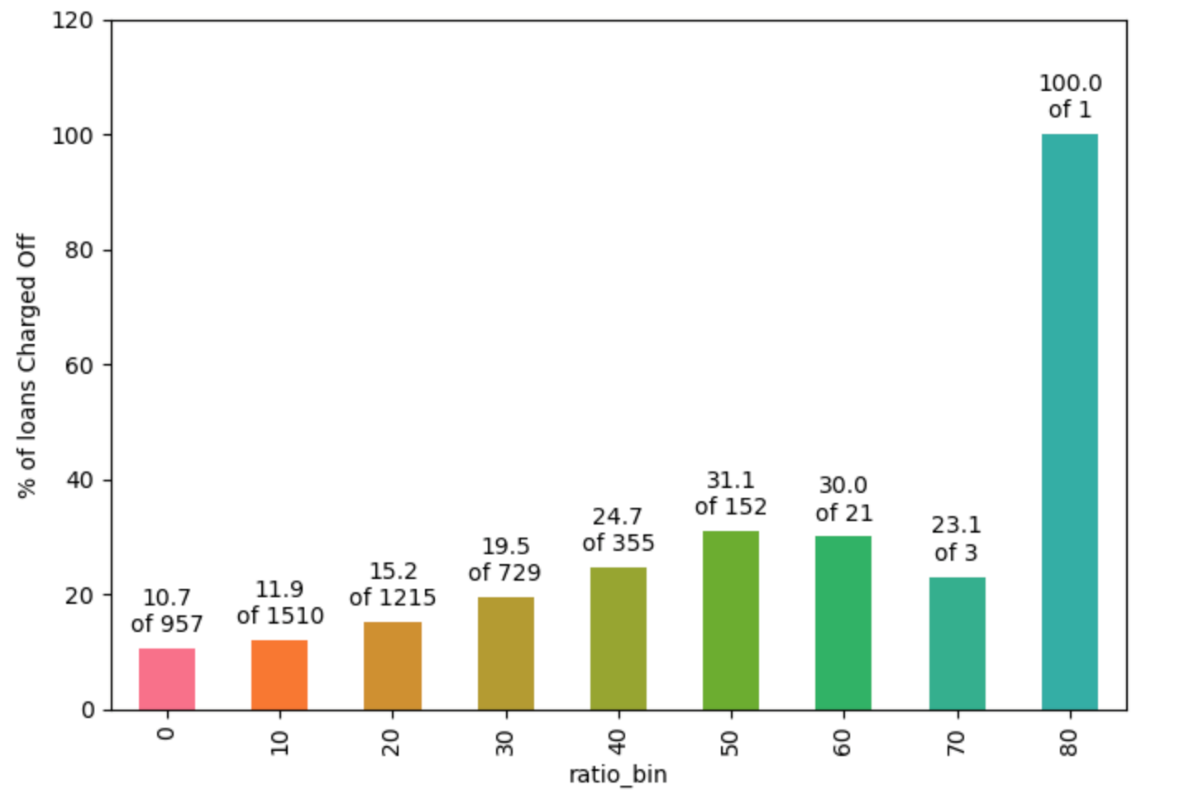 120
100
80
60
40
20
0
% of loans Charged Off
10.7
of 957
11.9
of 1510
15.2
of 1215
19.5
of 729
24.7
of 355
31.1
of 152
30.0
of 21
23.1
of 3
100.0
of 1
0
10
20
30
40
50
60
70
80
ratio_bin